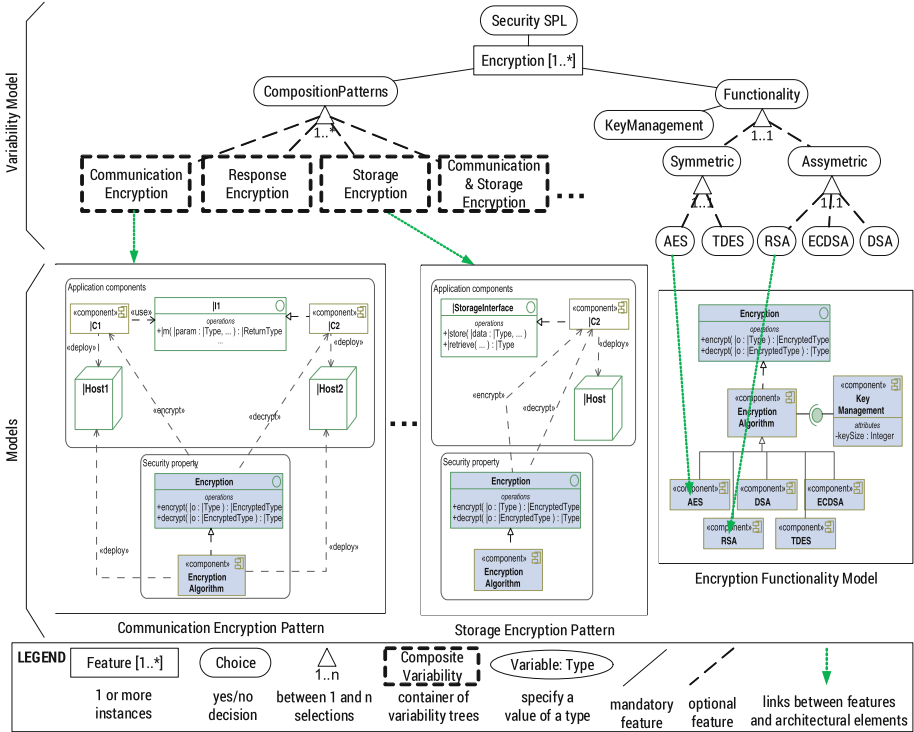 Security SPL
Encryption [1..*]
CompositionPatterns
1..*
Functionality
1..1
KeyManagement
Communication
Encryption
Response
Encryption
Storage
Encryption
Communication
& Storage
Encryption
...
Symmetric
1..1
Assymetric
1..1
AES
TDES
RSA
ECDSA
DSA
Variability Model
Models
Application components
«component»
|C1
«use»
|I1
operations
+|m( |param : |Type, ... ) : |ReturnType
...
«component»
|C2
«deploy»
«deploy»
|Host1
|Host2
«encrypt»
«decrypt»
Security property
Encryption
operations
+encrypt( |o : |Type ) : |EncryptedType
+decrypt( |o : |EncryptedType ) : |Type
«deploy»
«deploy»
«component»
Encryption
Algorithm
Communication Encryption Pattern
...
Application components
|StorageInterface
operations
+|store( |data : |Type, ... )
+|retrieve( ... ) : |Type
«component»
|C2
«deploy»
|Host
«encrypt»
«decrypt»
Security property
Encryption
operations
+encrypt( |o : |Type ) : |EncryptedType
+decrypt( |o : |EncryptedType ) : |Type
«component»
Encryption
Algorithm
Storage Encryption Pattern
Encryption
operations
+encrypt( |o : |Type ) : |EncryptedType
+decrypt( |o : |EncryptedType ) : |Type
«component»
Encryption
Algorithm
«component»
Key
Management
attributes
-keySize : Integer
«component»
AES
«component»
DSA
«component»
ECDSA
«component»
RSA
«component»
TDES
Encryption Functionality Model
LEGEND
Feature [1..*]
1 or more
instances
Choice
yes/no
decision
1..n
between 1 and n
selections
Composite
Variability
container of
variability trees
Variable: Type
specify a
value of a type
mandatory
feature
optional
feature
links between features
and architectural elements